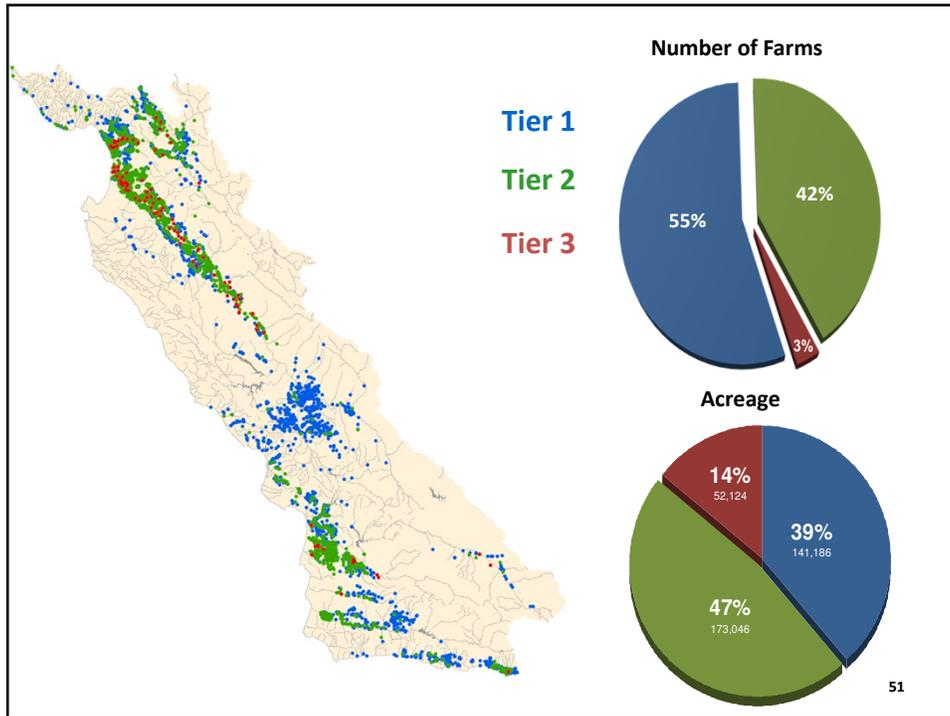 Number of Farms
Tier 1
Tier 2
Tier 3
55%
42%
3%
Acreage
14%
52,124
39%
141,186
47%
173,046
51